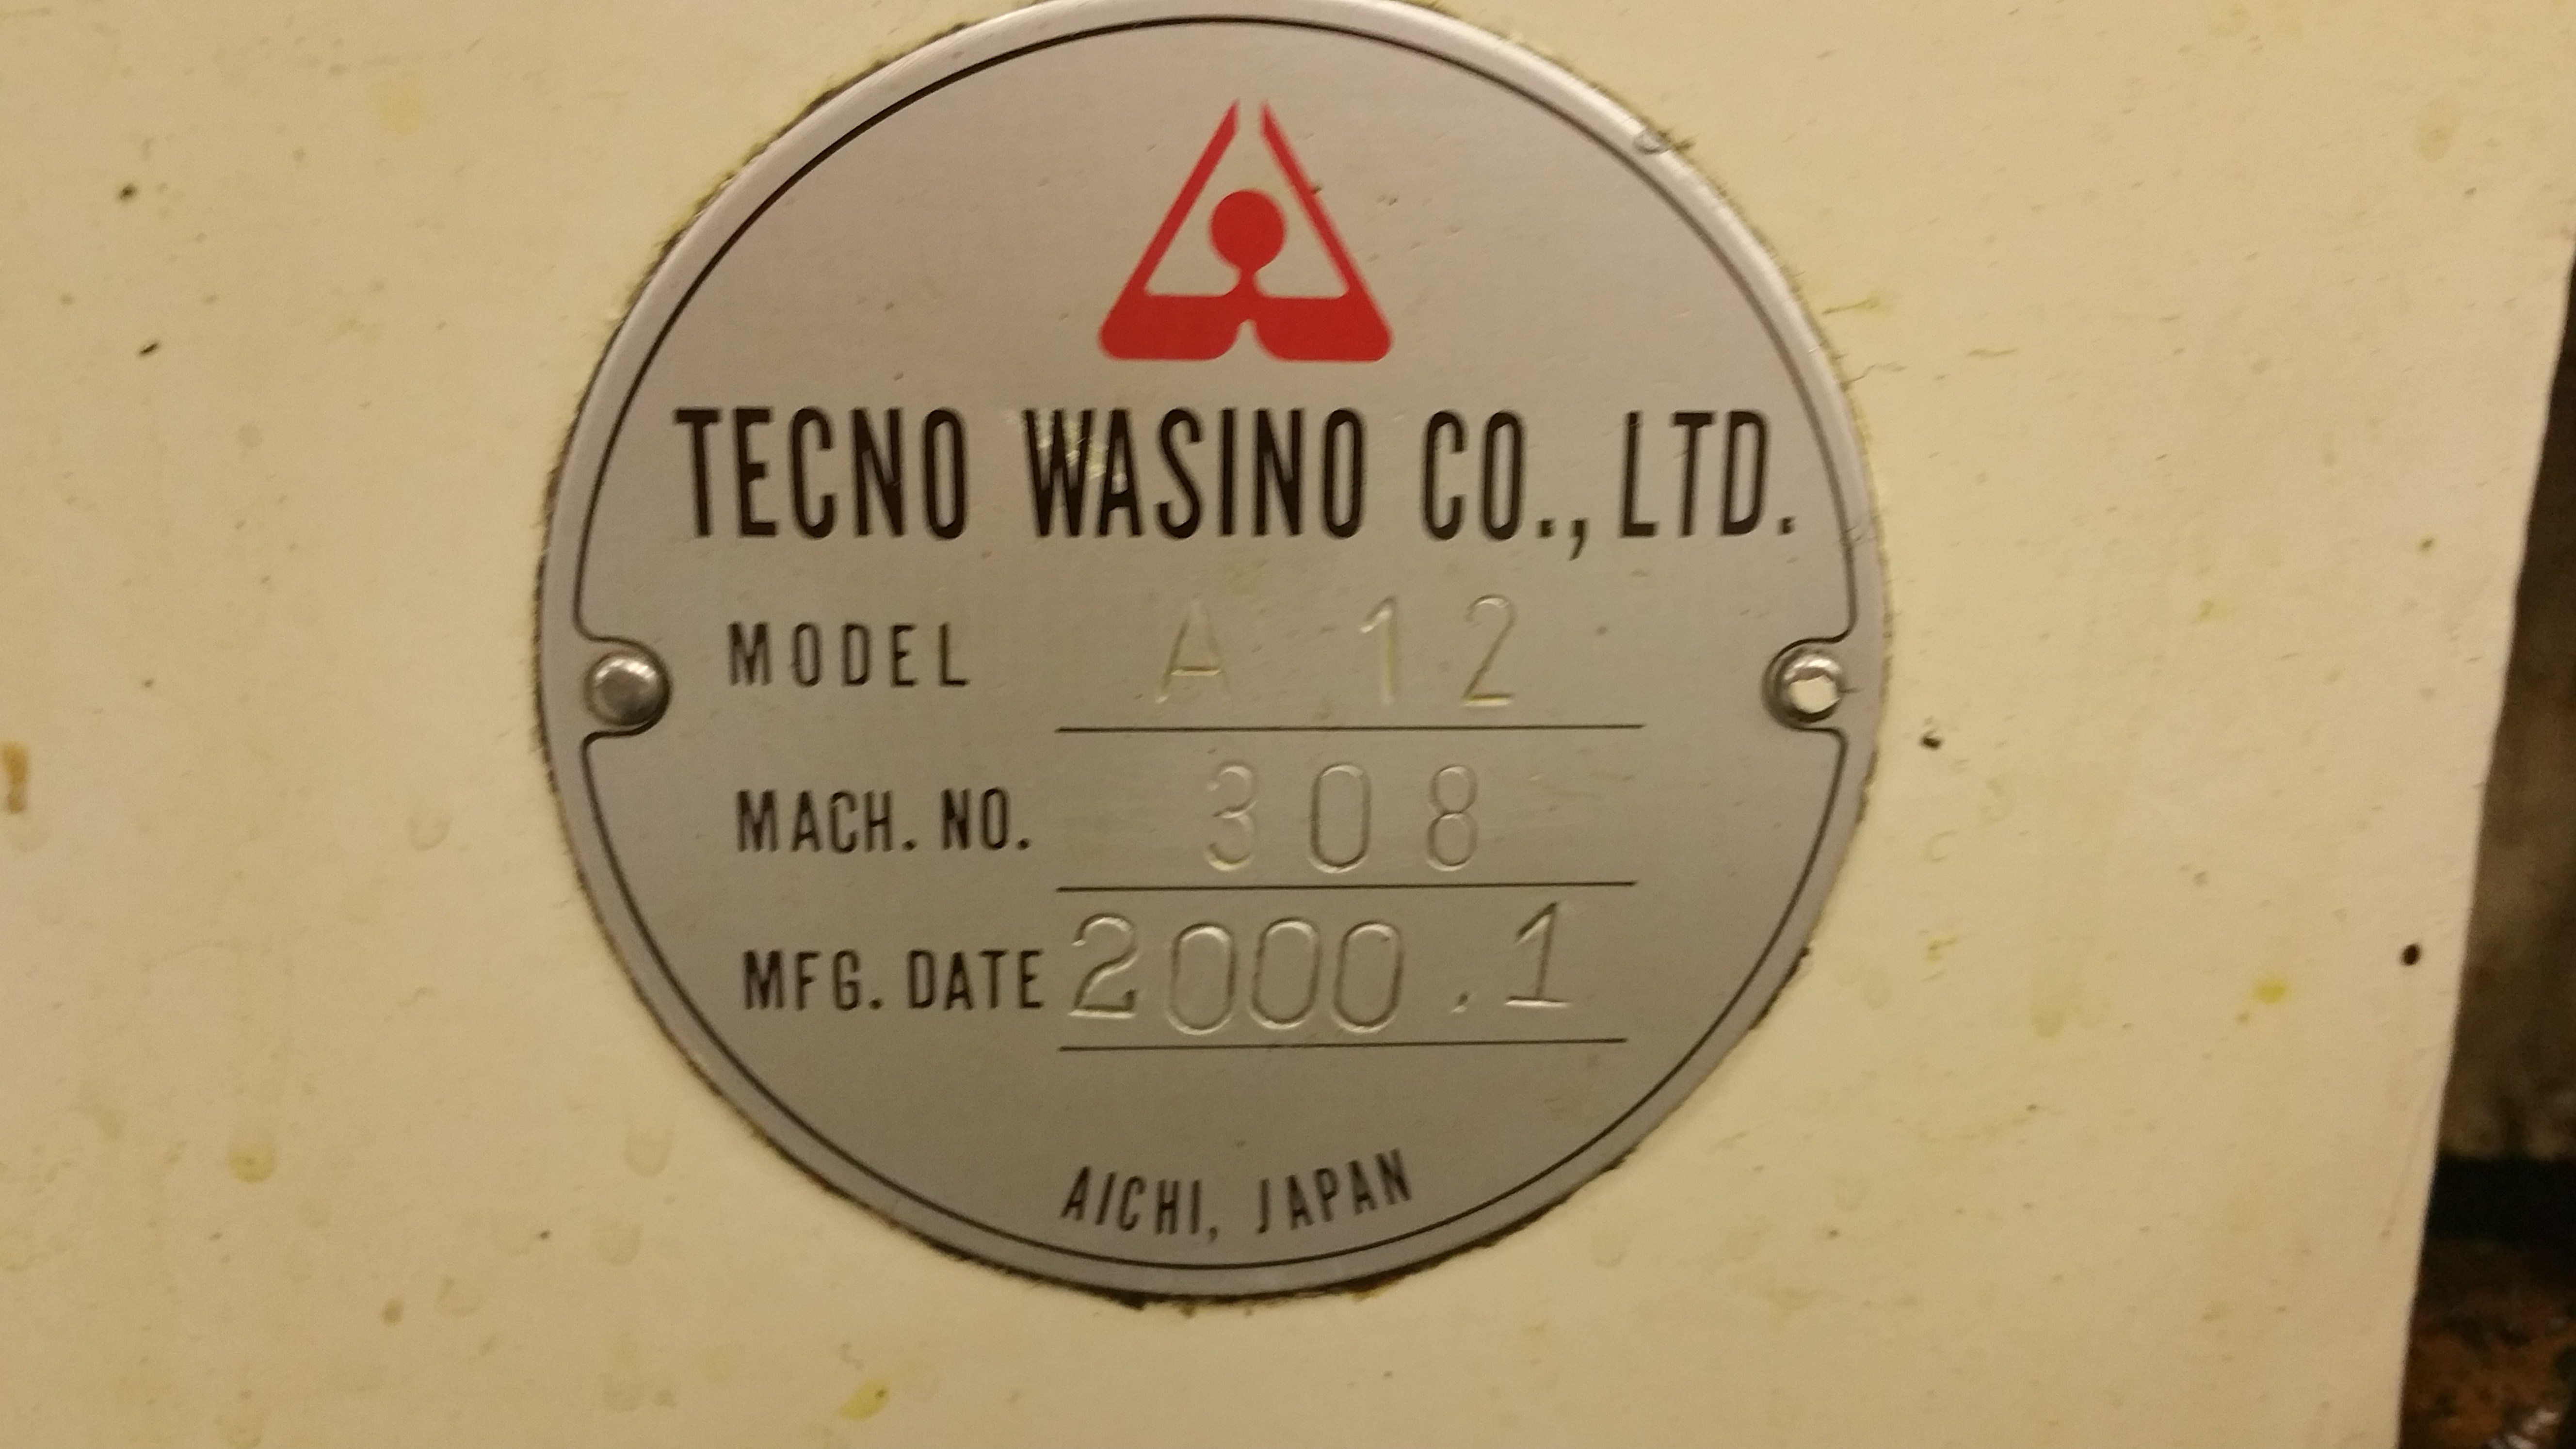 TECNO WASINO CO., LTD.
MODEL A 12
MACH. NO. 308
MFG. DATE 2000.1
AICHI, JAPAN